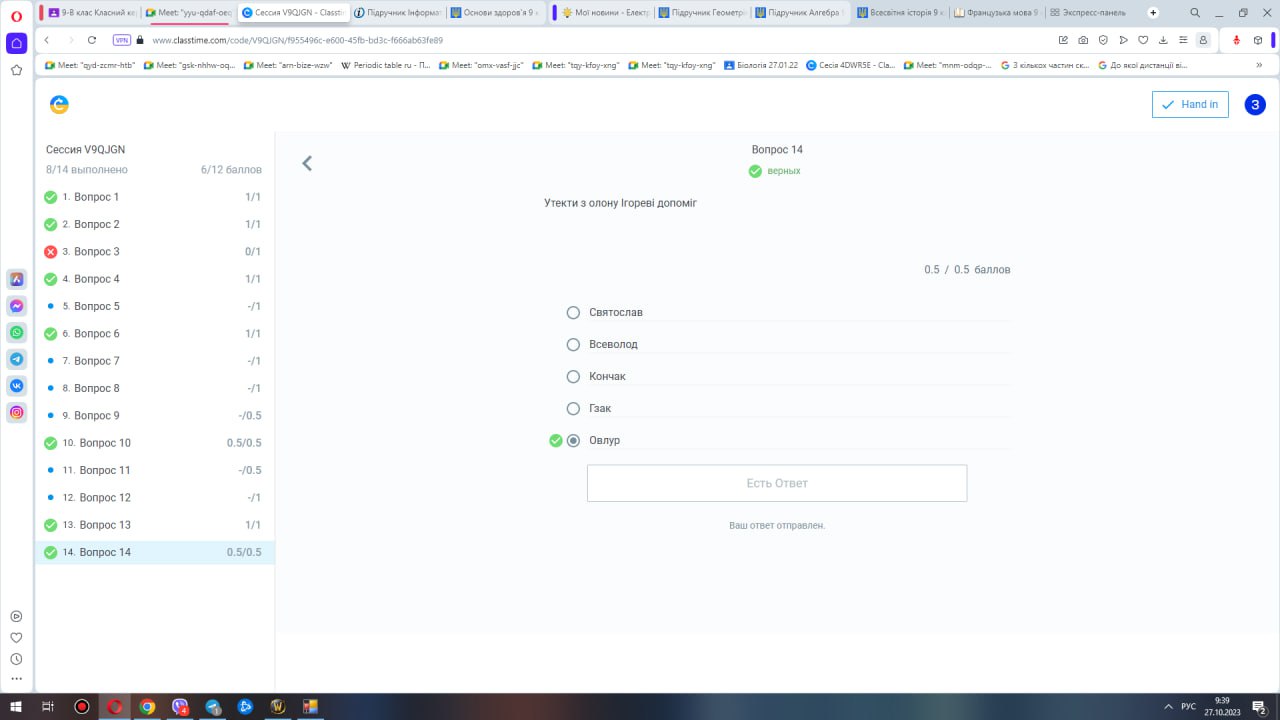 9-В клас Класний кер
Meet: "yyu-qdaf-oec
Сессия V9QJGN - Classti
Підручник Інформат
Основи здоров'я 9 к
Мої новини - Електр
Підручник Геометр
Підручник Алгебра
Всесвітня історія 9 к
Французька мова 9
Экспресс-панель
VPN
www.classtime.com/code/V9QJGN/f955496c-e600-45fb-bd3c-f666ab63fe89
Meet: "qyd-zcmr-htb"
Meet: "gsk-nhhw-oq...
Meet: "arn-bize-wzw"
Periodic table ru - П...
Meet: "omx-vasf-jjc"
Meet: "tqy-kfoy-xng"
Meet: "tqy-kfoy-xng"
Біологія 27.01.22
Сесія 4DWR5E - Cla...
Meet: "mnm-odqp-...
З кількох частин ск...
До якої дистанції ві...
Hand in
З
Сессия V9QJGN
8/14 выполнено 6/12 баллов
1. Вопрос 1 1/1
2. Вопрос 2 1/1
3. Вопрос 3 0/1
4. Вопрос 4 1/1
5. Вопрос 5 -/1
6. Вопрос 6 1/1
7. Вопрос 7 -/1
8. Вопрос 8 -/1
9. Вопрос 9 -/0.5
10. Вопрос 10 0.5/0.5
11. Вопрос 11 -/0.5
12. Вопрос 12 -/1
13. Вопрос 13 1/1
14. Вопрос 14 0.5/0.5
Вопрос 14
верных
Утекти з олону Ігореві допоміг
0.5 / 0.5 баллов
Святослав
Всеволод
Кончак
Гзак
Овлур
Есть Ответ
Ваш ответ отправлен.
РУС
9:39
27.10.2023